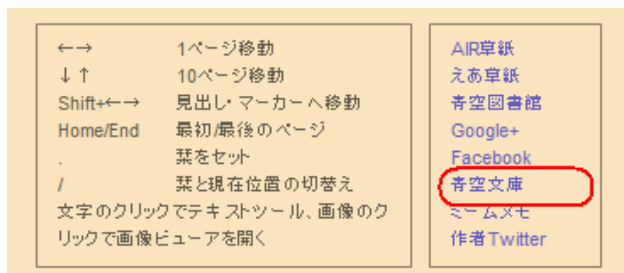 ←→ 1ページ移動
↓↑ 10ページ移動
Shift+←→ 見出し・マーカーへ移動
Home/End 最初/最後のページ
. 栞をセット
/ 栞と現在位置の切替え
文字のクリックでテキストツール、画像のク
リックで画像ビューアを開く
AIR草紙
えあ草紙
青空図書館
Google+
Facebook
青空文庫
ミームメモ
作者Twitter